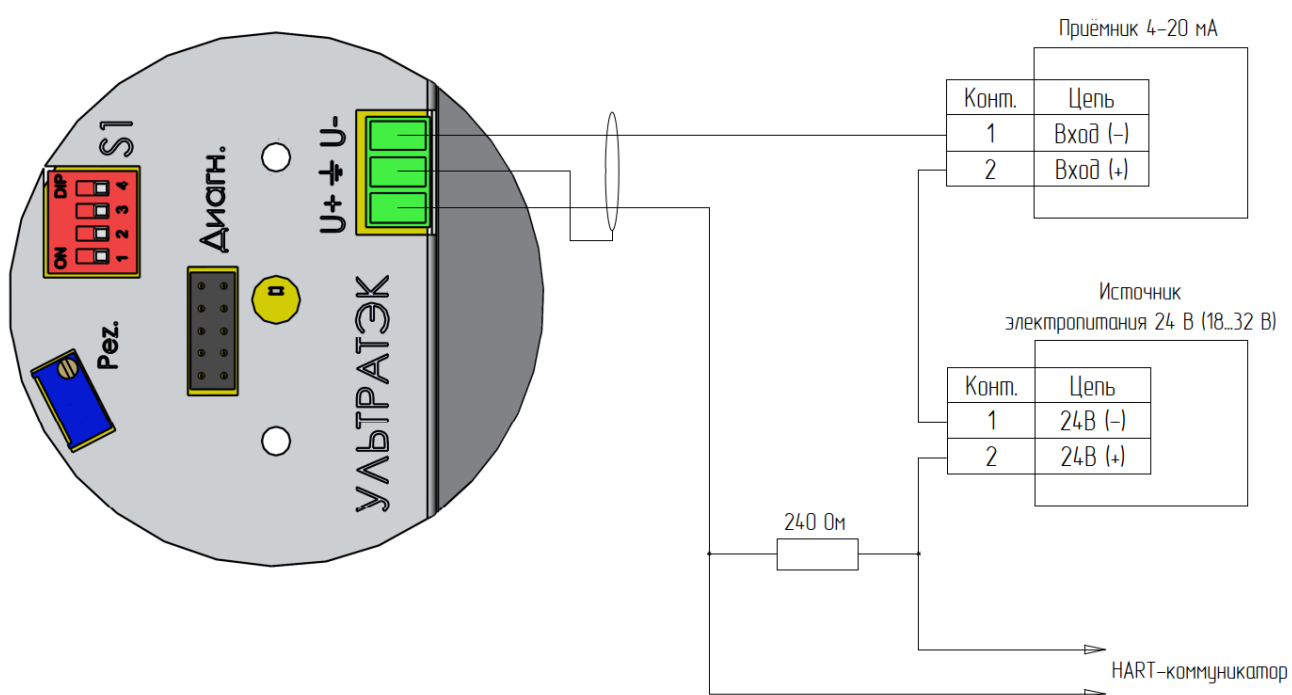 Приёмник 4-20 мА
Конт. Цепь
1 Вход (-)
2 Вход (+)
Источник
электропитания 24 В (18...32 В)
Конт. Цепь
1 24В (-)
2 24В (+)
240 Ом
HART-коммуникатор
S1
DIP
ON
1 2 3 4
Диагн.
U+ U-
Pez.
УЛЬТРАТЭК